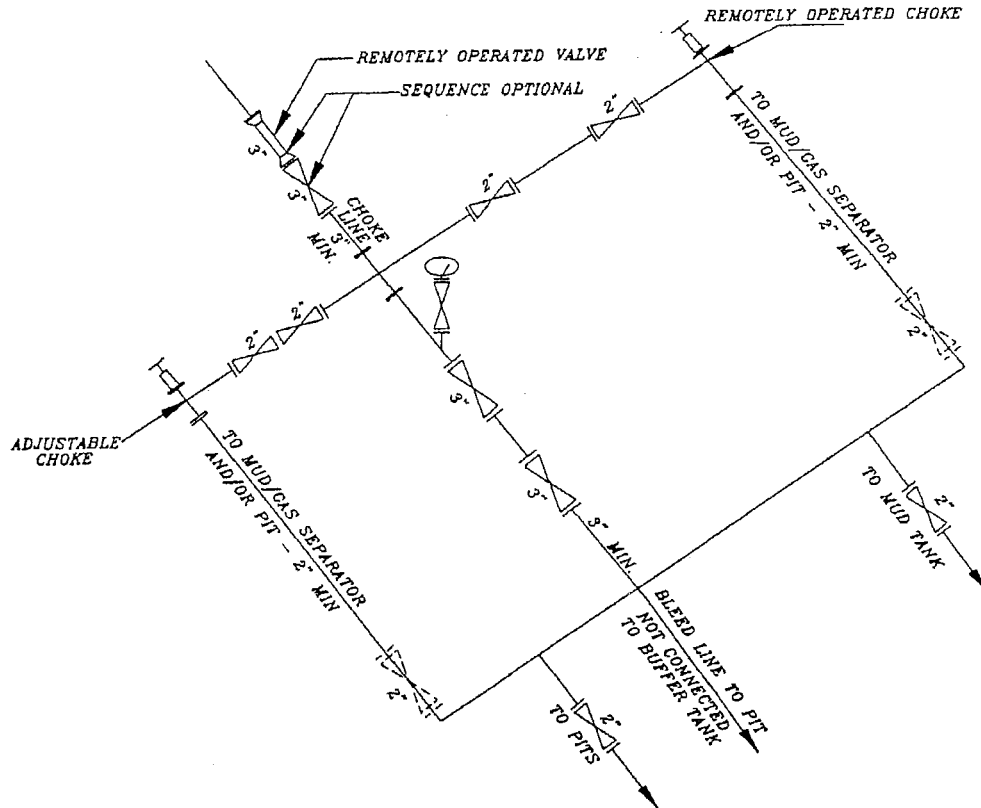 REMOTELY OPERATED CHOKE
REMOTELY OPERATED VALVE
SEQUENCE OPTIONAL
3"
3"
CHOKE
LINE
3"
MIN.
2"
2"
TO MUD/GAS SEPARATOR
AND/OR PIT - 2" MIN
2"
2"
2"
ADJUSTABLE
CHOKE
TO MUD/GAS SEPARATOR
AND/OR PIT - 2" MIN
2"
3"
3"
3" MIN.
BLEED LINE TO PIT
NOT CONNECTED
TO BUFFER TANK
2"
TO MUD TANK
2"
TO PITS